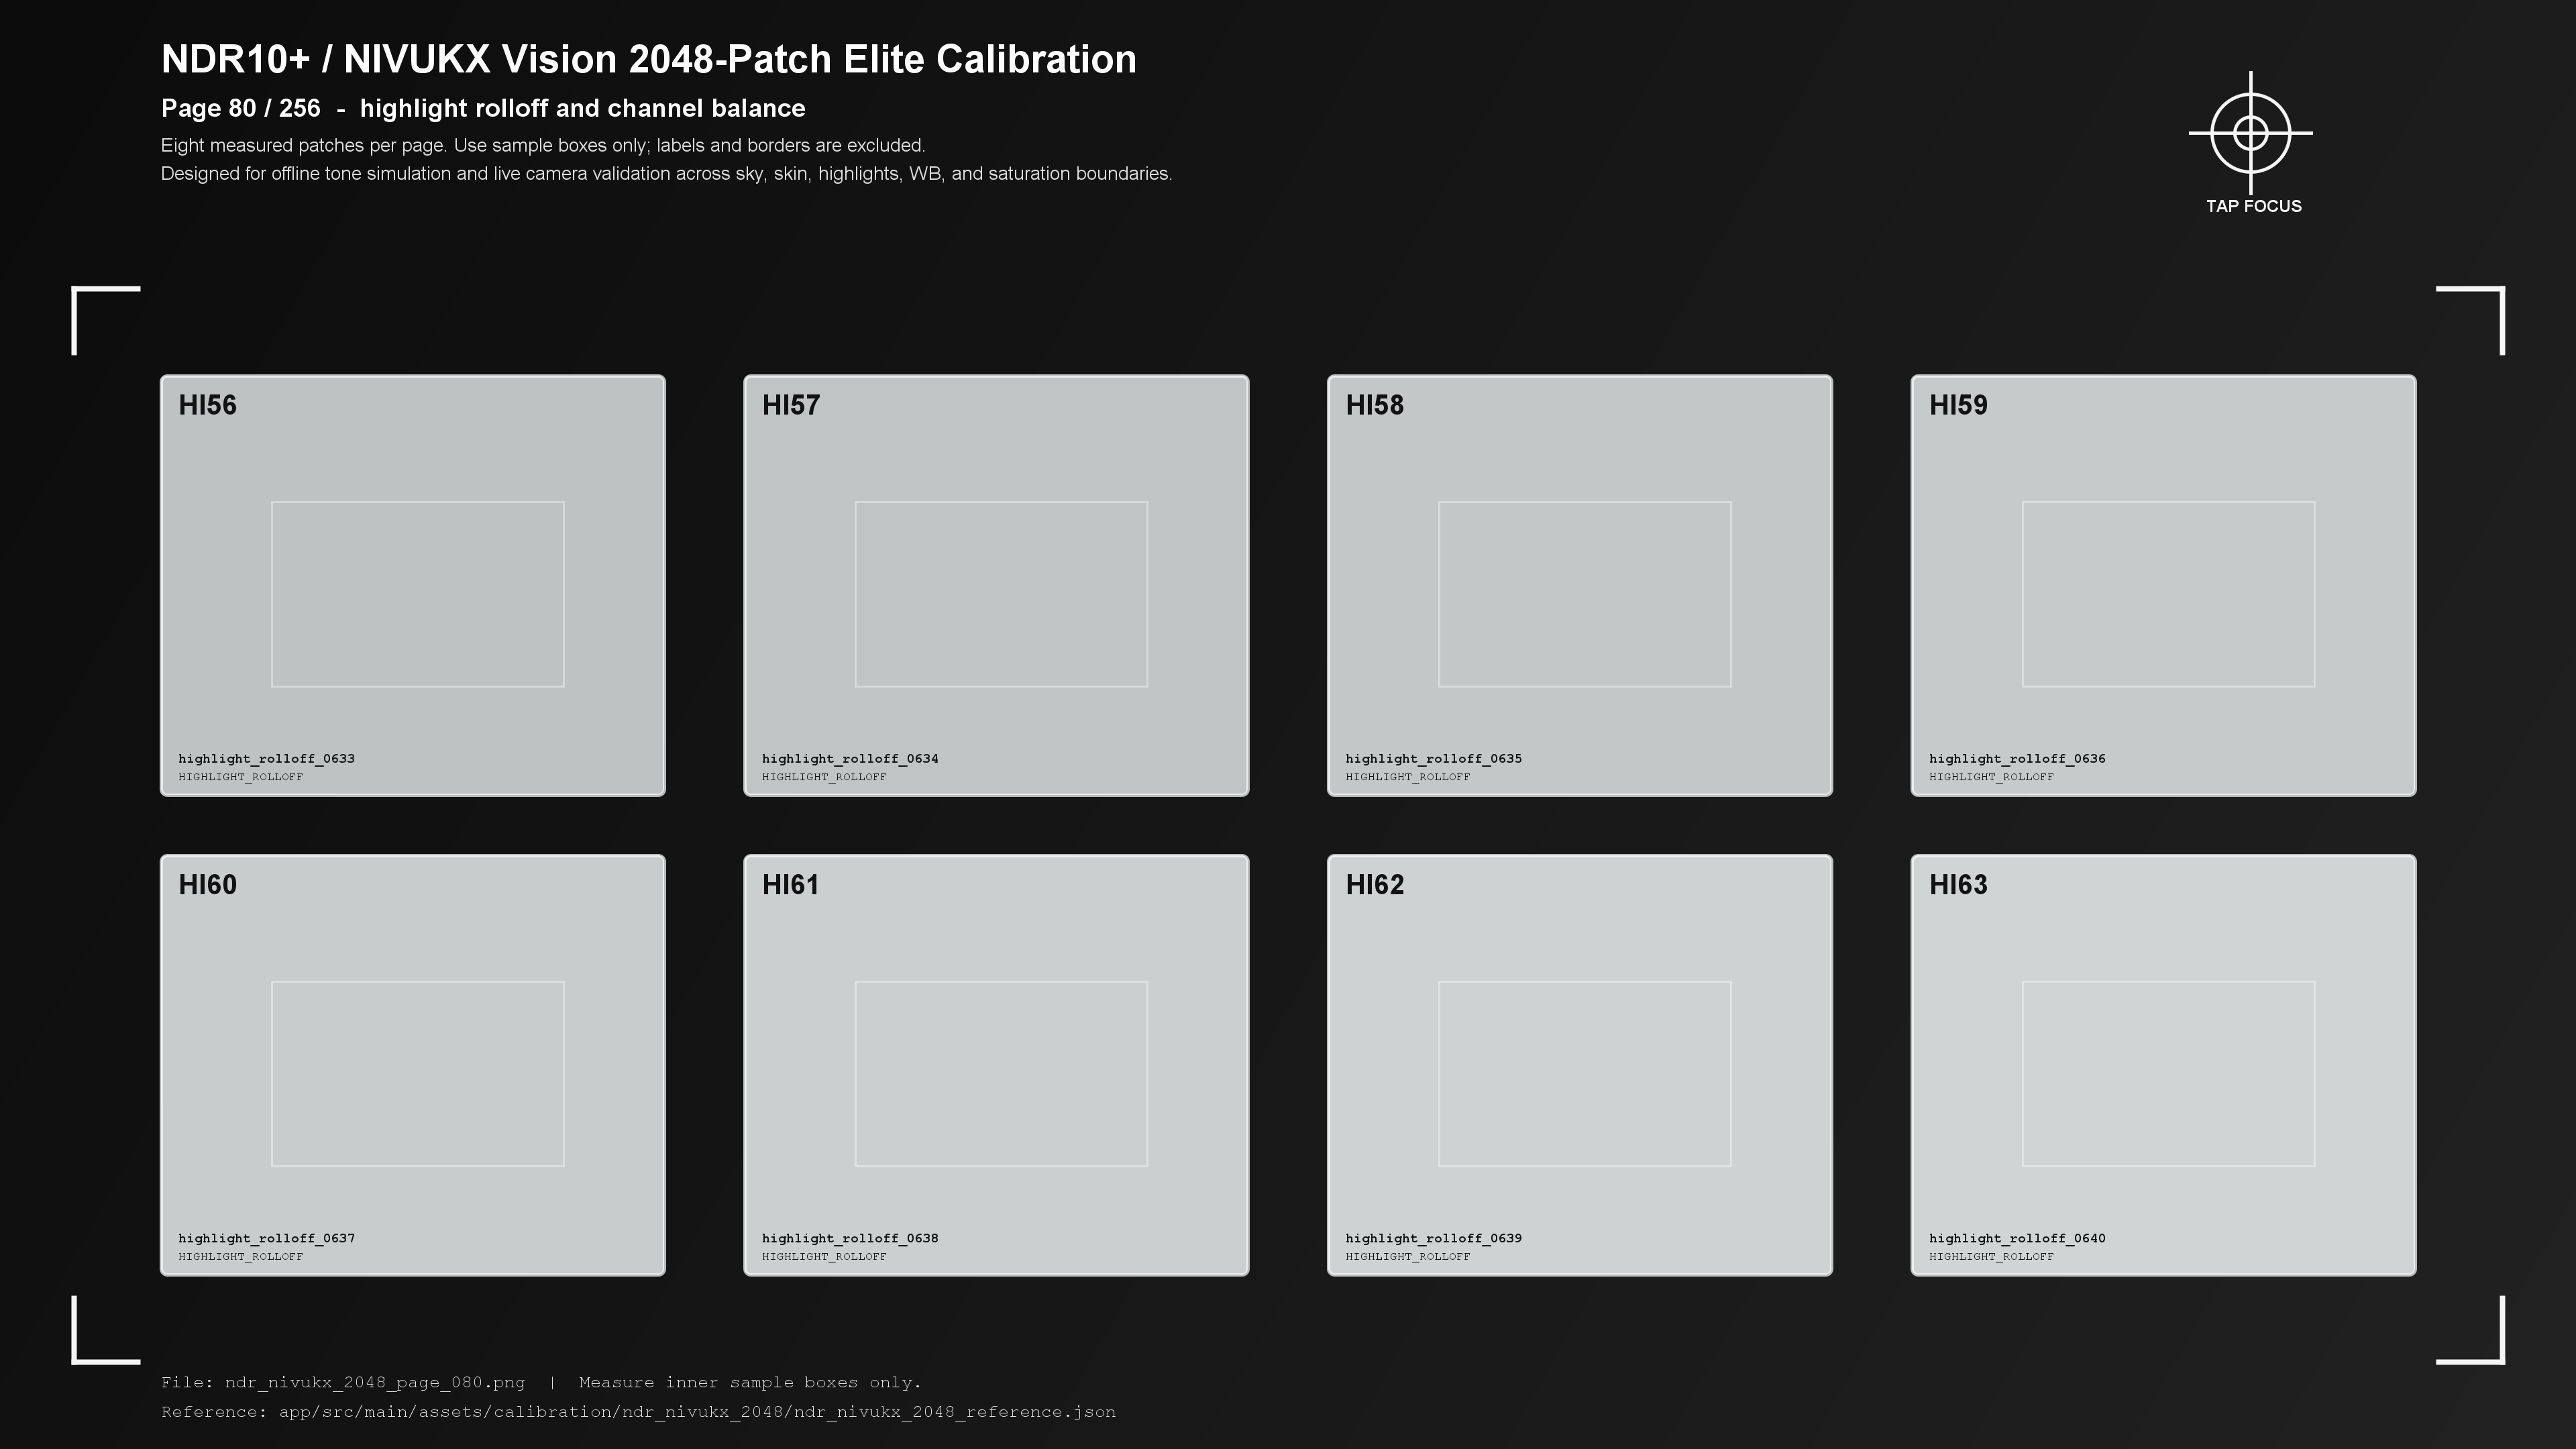 NDR10+ / NIVUKX Vision 2048-Patch Elite Calibration
Page 80 / 256 - highlight rolloff and channel balance
Eight measured patches per page. Use sample boxes only; labels and borders are excluded.
Designed for offline tone simulation and live camera validation across sky, skin, highlights, WB, and saturation boundaries.
TAP FOCUS
HI56
highlight_rolloff_0633
HIGHLIGHT_ROLLOFF
HI57
highlight_rolloff_0634
HIGHLIGHT_ROLLOFF
HI58
highlight_rolloff_0635
HIGHLIGHT_ROLLOFF
HI59
highlight_rolloff_0636
HIGHLIGHT_ROLLOFF
HI60
highlight_rolloff_0637
HIGHLIGHT_ROLLOFF
HI61
highlight_rolloff_0638
HIGHLIGHT_ROLLOFF
HI62
highlight_rolloff_0639
HIGHLIGHT_ROLLOFF
HI63
highlight_rolloff_0640
HIGHLIGHT_ROLLOFF
File: ndr_nivukx_2048_page_080.png | Measure inner sample boxes only.
Reference: app/src/main/assets/calibration/ndr_nivukx_2048/ndr_nivukx_2048_reference.json